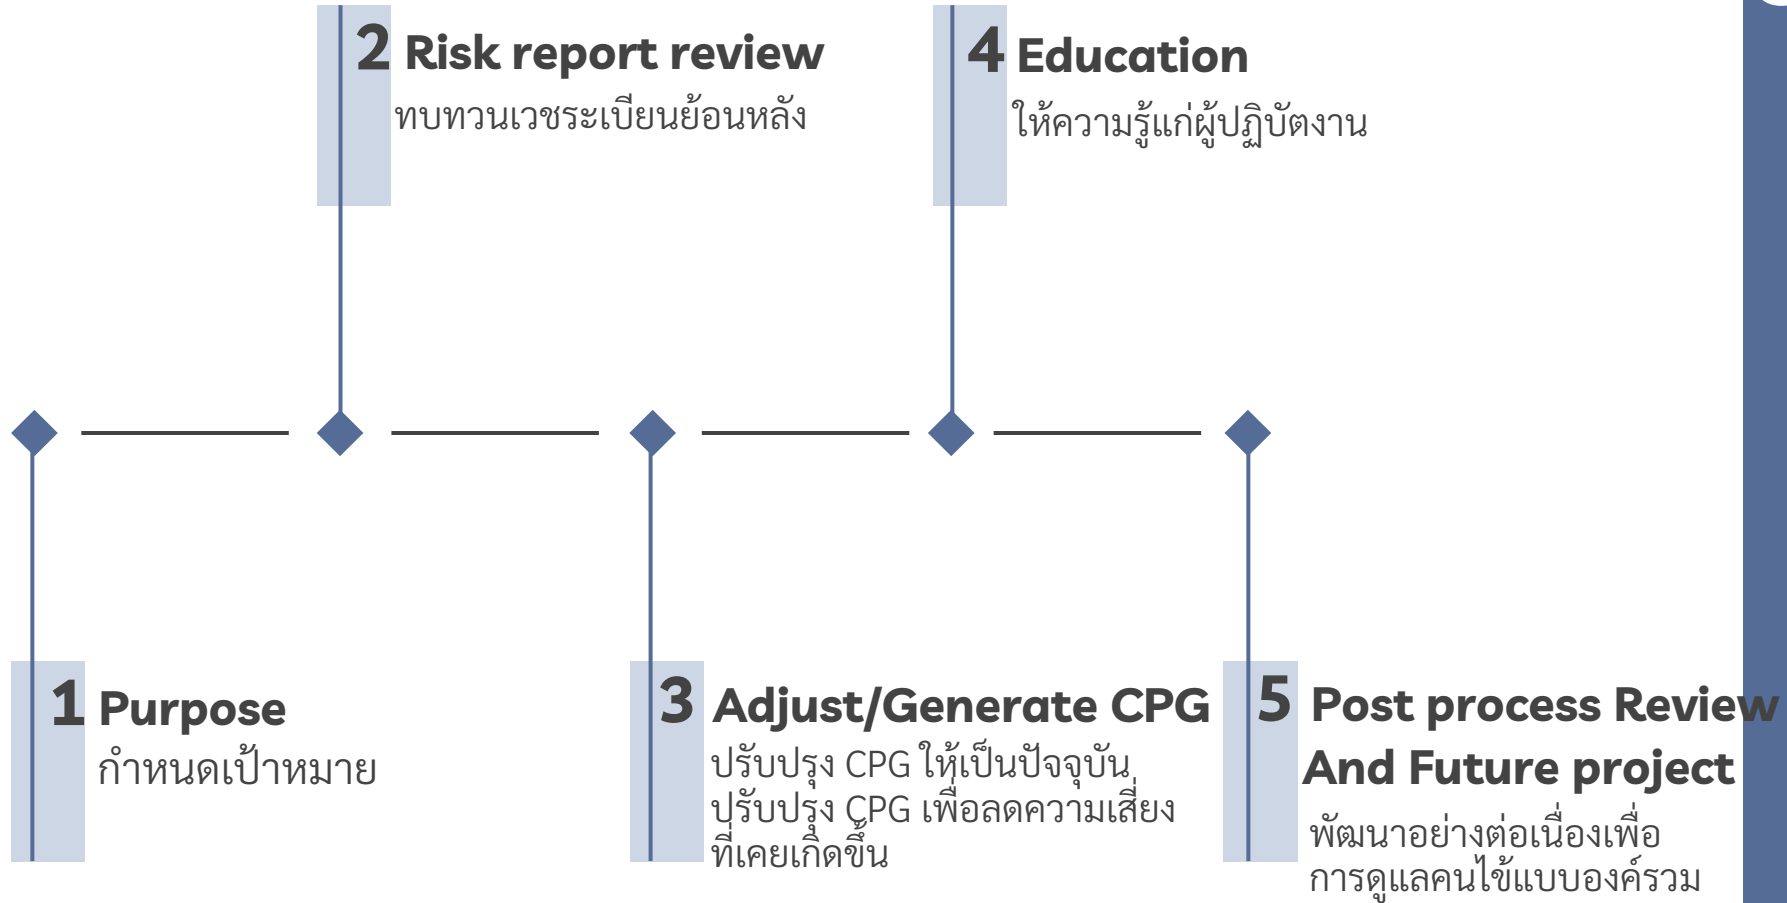 2 Risk report review
ทบทวนเวชระเบียนย้อนหลัง
4 Education
ให้ความรู้แก่ผู้ปฏิบัตงาน
1 Purpose
กำหนดเป้าหมาย
3 Adjust/Generate CPG
ปรับปรุง CPG ให้เป็นปัจจุบัน
ปรับปรุง CPG เพื่อลดความเสี่ยง
ที่เคยเกิดขึ้น
5 Post process Review
And Future project
พัฒนาอย่างต่อเนื่องเพื่อ
การดูแลคนไข้แบบองค์รวม